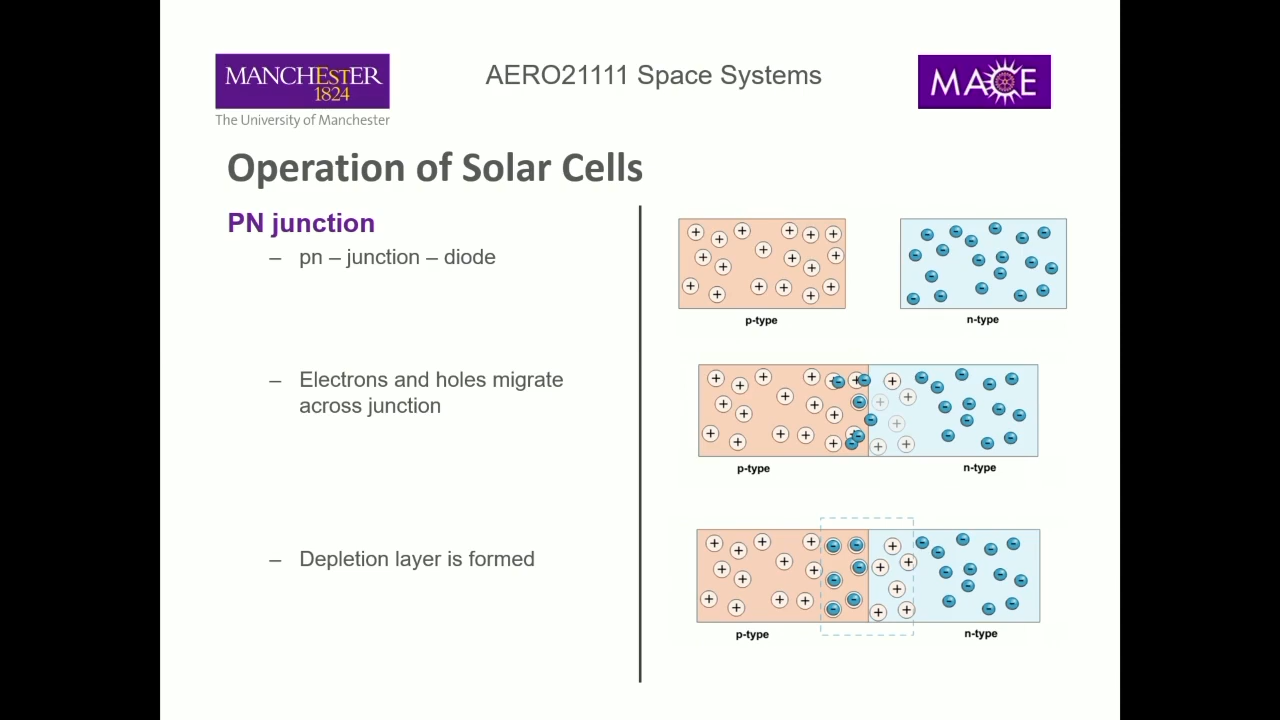 MANCHESTER
1824
The University of Manchester
AERO21111 Space Systems
MACE
Operation of Solar Cells
PN junction
– pn – junction – diode
– Electrons and holes migrate
across junction
– Depletion layer is formed
p-type
n-type
p-type
n-type
p-type
n-type